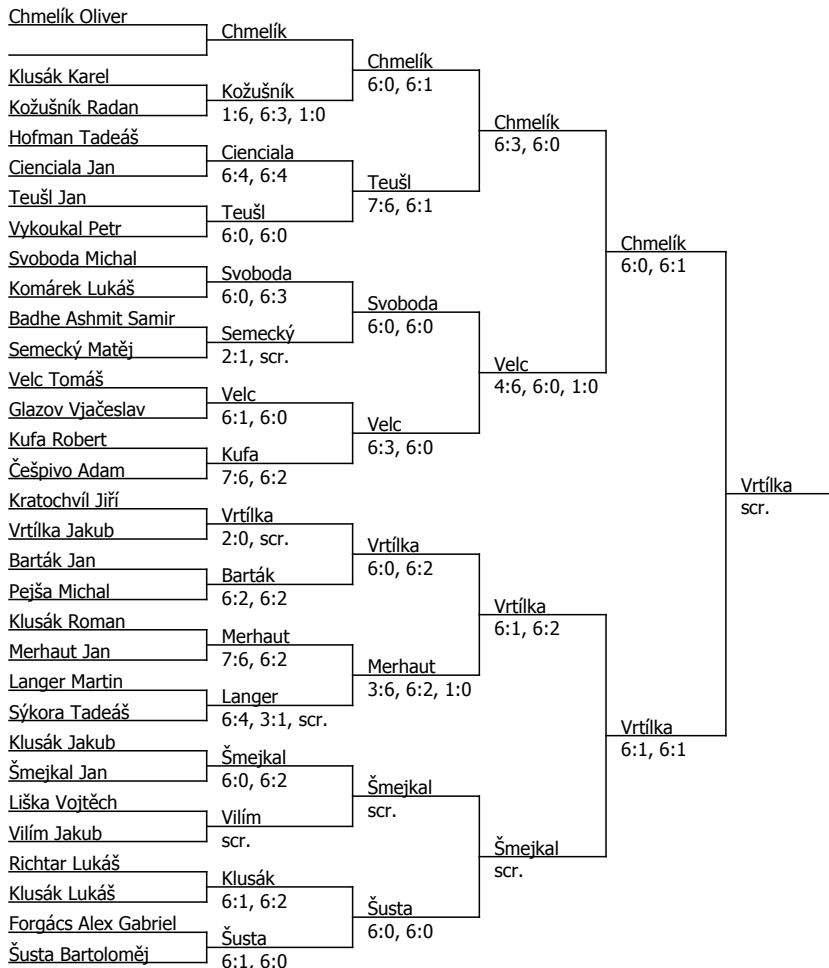 Chmelík Oliver
Klusák Karel
Kožušník Radan
Hofman Tadeáš
Cienciala Jan
Teušl Jan
Vykoukal Petr
Svoboda Michal
Komárek Lukáš
Badhe Ashmit Samir
Semecký Matěj
Velc Tomáš
Glazov Vjačeslav
Kufa Robert
Češpivo Adam
Kratochvíl Jiří
Vrtílka Jakub
Barták Jan
Pejša Michal
Klusák Roman
Merhaut Jan
Langer Martin
Sýkora Tadeáš
Klusák Jakub
Šmejkal Jan
Liška Vojtěch
Vilím Jakub
Richtar Lukáš
Klusák Lukáš
Forgács Alex Gabriel
Šusta Bartoloměj
Chmelík
Kožušník
1:6, 6:3, 1:0
Cienciala
6:4, 6:4
Teušl
6:0, 6:0
Svoboda
6:0, 6:3
Semecký
2:1, scr.
Velc
6:1, 6:0
Kufa
7:6, 6:2
Vrtílka
2:0, scr.
Barták
6:2, 6:2
Merhaut
7:6, 6:2
Langer
6:4, 3:1, scr.
Šmejkal
6:0, 6:2
Vilím
scr.
Klusák
6:1, 6:2
Šusta
6:1, 6:0
Chmelík
6:0, 6:1
Teušl
7:6, 6:1
Svoboda
6:0, 6:0
Velc
6:3, 6:0
Vrtílka
6:0, 6:2
Merhaut
3:6, 6:2, 1:0
Šmejkal
scr.
Šusta
6:0, 6:0
Chmelík
6:3, 6:0
Velc
4:6, 6:0, 1:0
Vrtílka
6:1, 6:2
Šmejkal
scr.
Chmelík
6:0, 6:1
Vrtílka
6:1, 6:1
Vrtílka
scr.